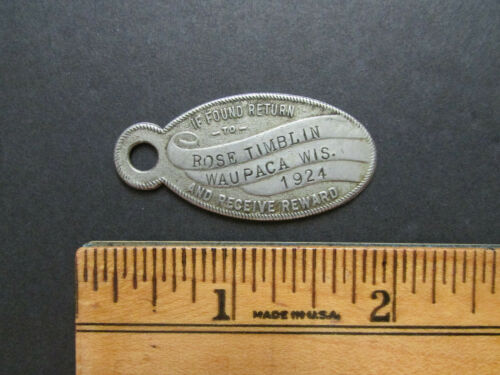 IF FOUND RETURN
-TO-
ROSE TIMBLIN
WAUPACA WIS.
1924
AND RECEIVE REWARD
1 2
MADE IN U.S.A.